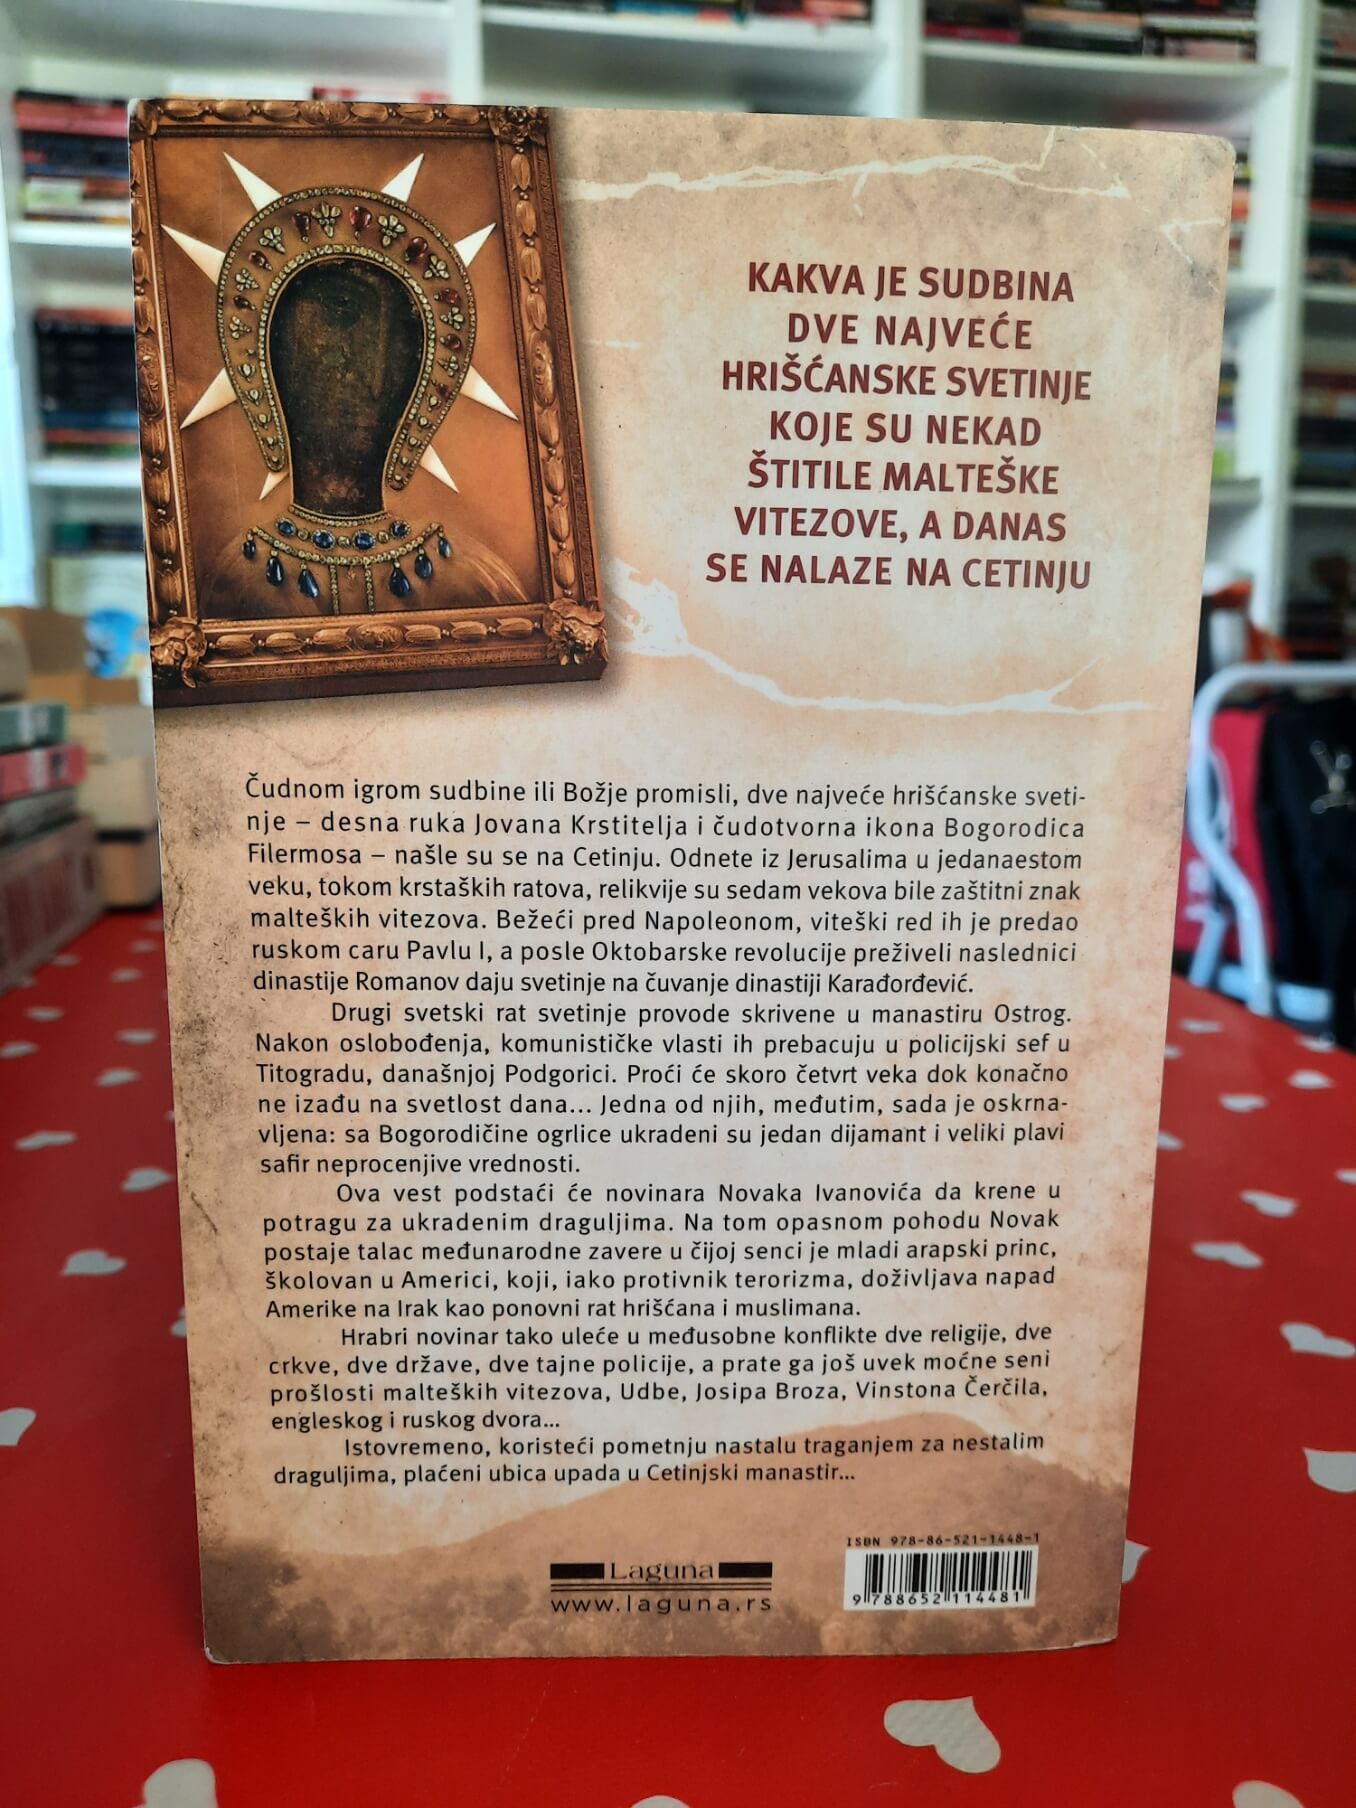 KAKVA JE SUDBINA
DVE NAJVEĆE
HRIŠĆANSKE SVETINJE
KOJE SU NEKAD
ŠTITILE MALTEŠKE
VITEZOVE, A DANAS
SE NALAZE NA CETINJU
Čudnom igrom sudbine ili Božje promisli, dve najveće hrišćanske sveti-
nje – desna ruka Jovana Krstitelja i čudotvorna ikona Bogorodica
Filermosa – našle su se na Cetinju. Odnete iz Jerusalima u jedanaestom
veku, tokom krstaških ratova, relikvije su sedam vekova bile zaštitni znak
malteških vitezova. Bežeći pred Napoleonom, viteški red ih je predao
ruskom caru Pavlu I, a posle Oktobarske revolucije preživeli naslednici
dinastije Romanov daju svetinje na čuvanje dinastiji Karađorđević.
Drugi svetski rat svetinje provode skrivene u manastiru Ostrog.
Nakon oslobođenja, komunističke vlasti ih prebacuju u policijski sef u
Titogradu, današnjoj Podgorici. Proći će skoro četvrt veka dok konačno
ne izađu na svetlost dana... Jedna od njih, međutim, sada je oskrna-
vljena: sa Bogorodičine ogrlice ukradeni su jedan dijamant i veliki plavi
safir neprocenjive vrednosti.
Ova vest podstaći će novinara Novaka Ivanovića da krene u
potragu za ukradenim draguljima. Na tom opasnom pohodu Novak
postaje talac međunarodne zavere u čijoj senci je mladi arapski princ,
školovan u Americi, koji, iako protivnik terorizma, doživljava napad
Amerike na Irak kao ponovni rat hrišćana i muslimana.
Hrabri novinar tako uleće u međusobne konflikte dve religije, dve
crkve, dve države, dve tajne policije, a prate ga još uvek moćne seni
prošlosti malteških vitezova, Udbe, Josipa Broza, Vinstona Čerčila,
engleskog i ruskog dvora...
Istovremeno, koristeći pometnju nastalu traganjem za nestalim
draguljima, plaćeni ubica upada u Cetinjski manastir...
ISBN 978-86-521-1448-1
Laguna
www.laguna.rs
9 788652 114481